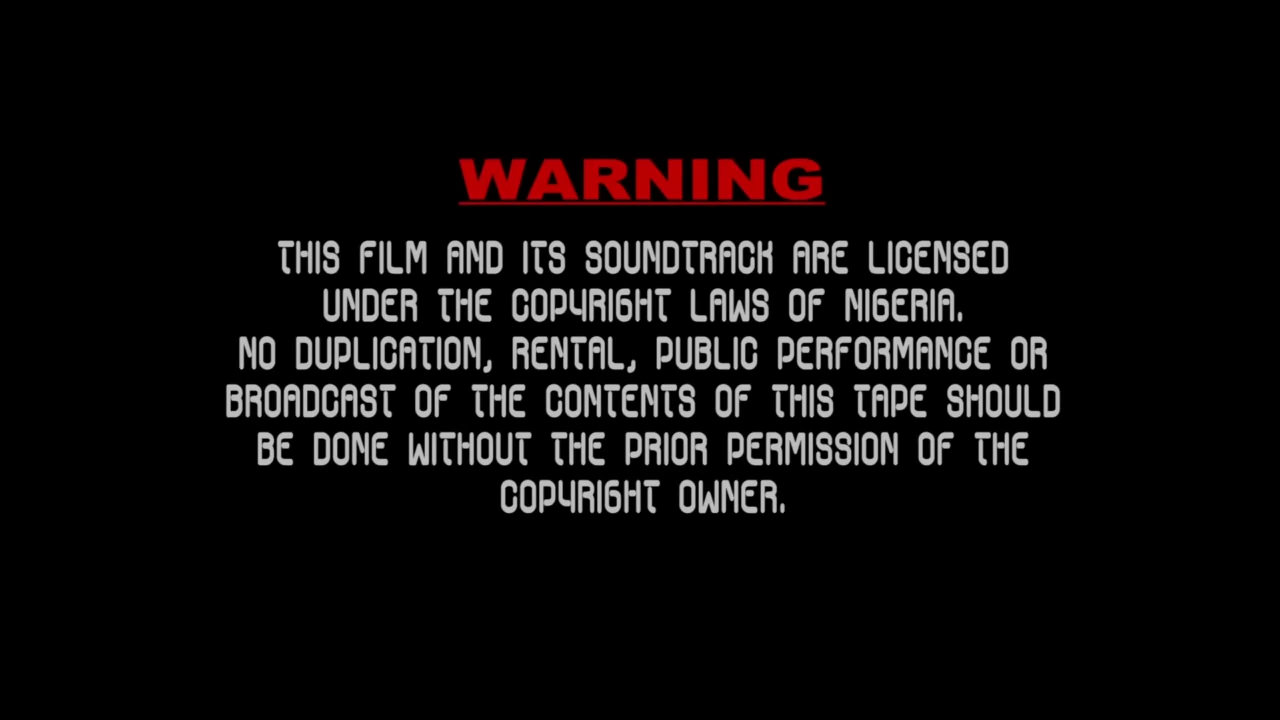 WARNING
THIS FILM AND ITS SOUNDTRACK ARE LICENSED
UNDER THE COPYRIGHT LAWS OF NIGERIA.
NO DUPLICATION, RENTAL, PUBLIC PERFORMANCE OR
BROADCAST OF THE CONTENTS OF THIS TAPE SHOULD
BE DONE WITHOUT THE PRIOR PERMISSION OF THE
COPYRIGHT OWNER.